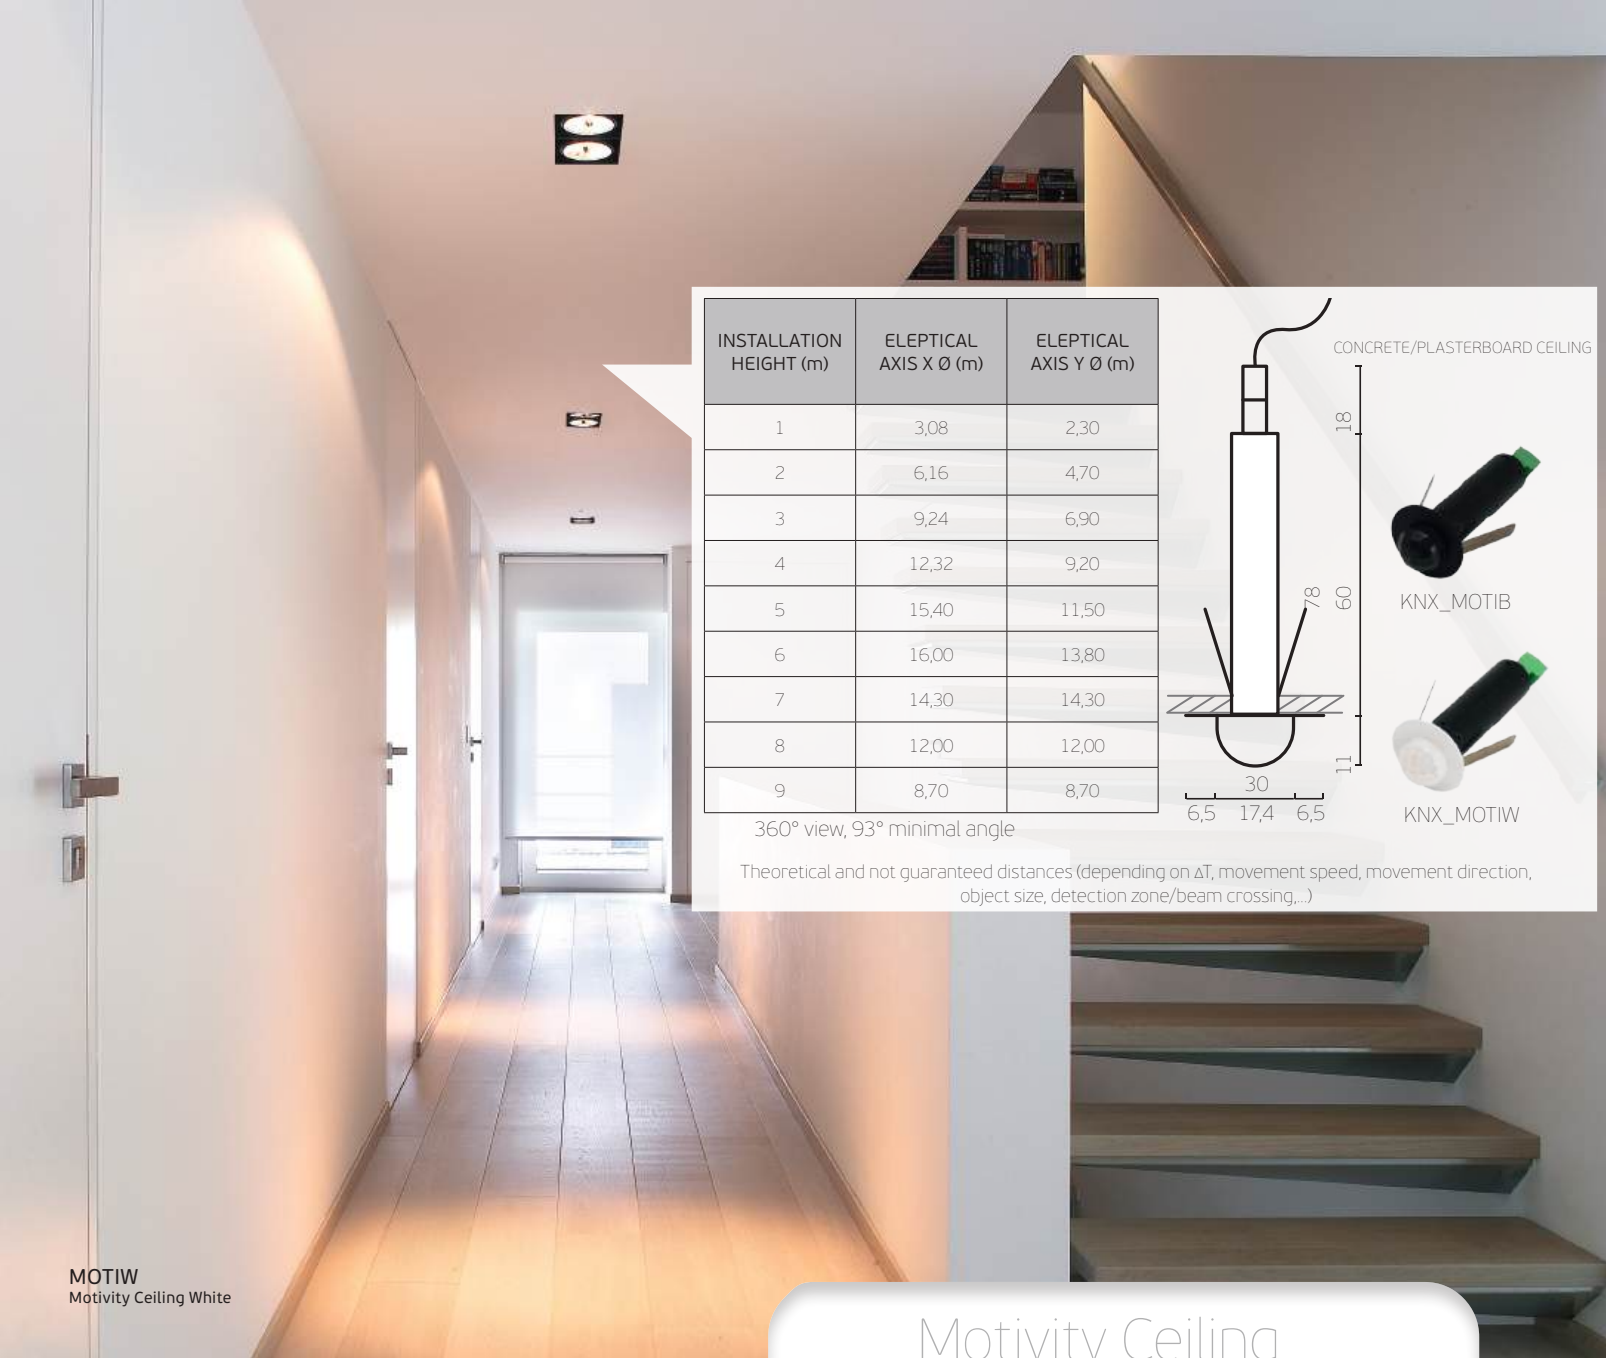 INSTALLATION HEIGHT (m) ELEPTICAL AXIS X Ø (m) ELEPTICAL AXIS Y Ø (m)
1 3,08 2,30
2 6,16 4,70
3 9,24 6,90
4 12,32 9,20
5 15,40 11,50
6 16,00 13,80
7 14,30 14,30
8 12,00 12,00
9 8,70 8,70
360° view, 93° minimal angle
Theoretical and not guaranteed distances (depending on ΔT, movement speed, movement direction,
object size, detection zone/beam crossing,...)
CONCRETE/PLASTERBOARD CEILING
18
78
60
11
30
6,5 17,4 6,5
KNX_MOTIB
KNX_MOTIW
MOTIW
Motivity Ceiling White
Motivity Ceiling